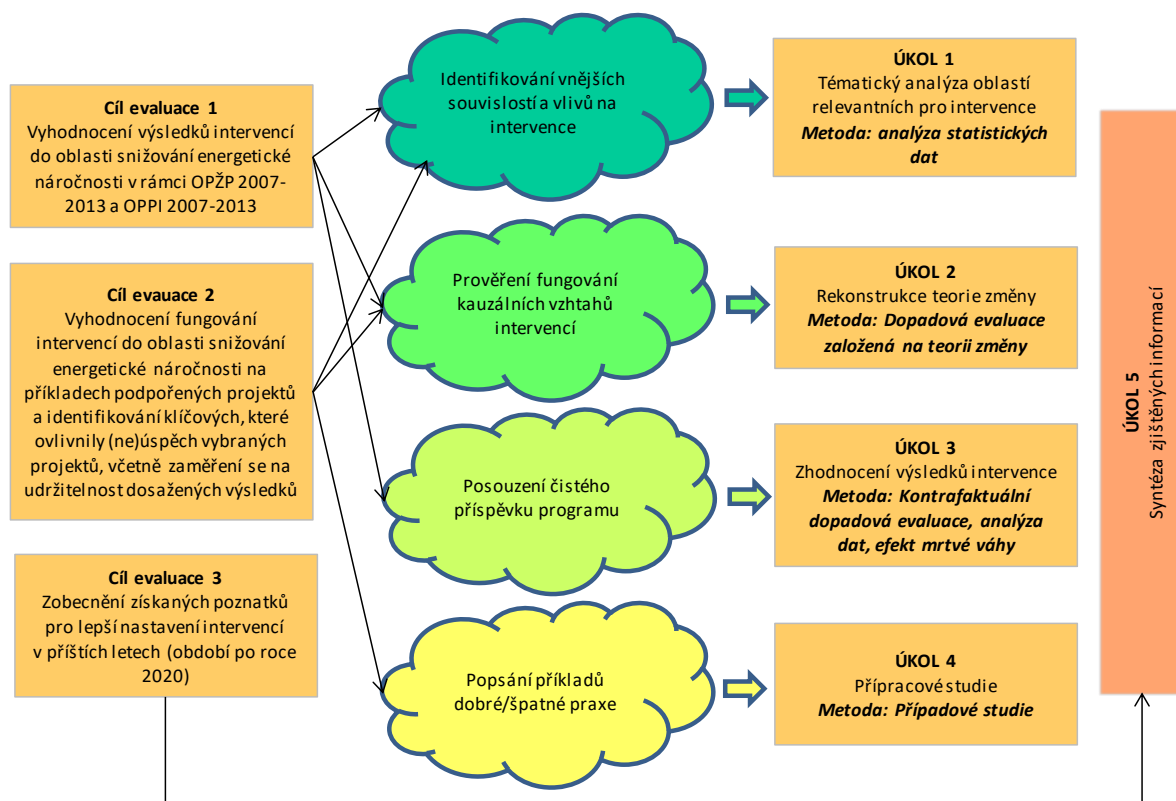 Cíl evaluace 1
Vyhodnocení výsledků intervencí
do oblasti snižování energetické
náročnosti v rámci OPŽP 2007-
2013 a OPPI 2007-2013
Cíl evauace 2
Vyhodnocení fungování
intervencí do oblasti snižování
energetické náročnosti na
příkladech podpořených projektů
a identifikování klíčových, které
ovlivnily (ne)úspěch vybraných
projektů, včetně zaměření se na
udržitelnost dosažených výsledků
Cíl evaluace 3
Zobecnění získaných poznatků
pro lepší nastavení intervencí
v příštích letech (období po roce
2020)
Identifikování vnějších
souvislostí a vlivů na
intervence
Prověření fungování
kauzálních vzhtahů
intervencí
Posouzení čistého
příspěvku programu
Popsání příkladů
dobré/špatné praxe
ÚKOL 1
Tématický analýza oblastí
relevantních pro intervence
Metoda: analýza statistických
dat
ÚKOL 2
Rekonstrukce teorie změny
Metoda: Dopadová evaluace
založená na teorii změny
ÚKOL 3
Zhodnocení výsledků intervence
Metoda: Kontrafaktuální
dopadová evaluace, analýza
dat, efekt mrtvé váhy
ÚKOL 4
Přípracové studie
Metoda: Případové studie
ÚKOL 5
Syntéza zjištěných informací